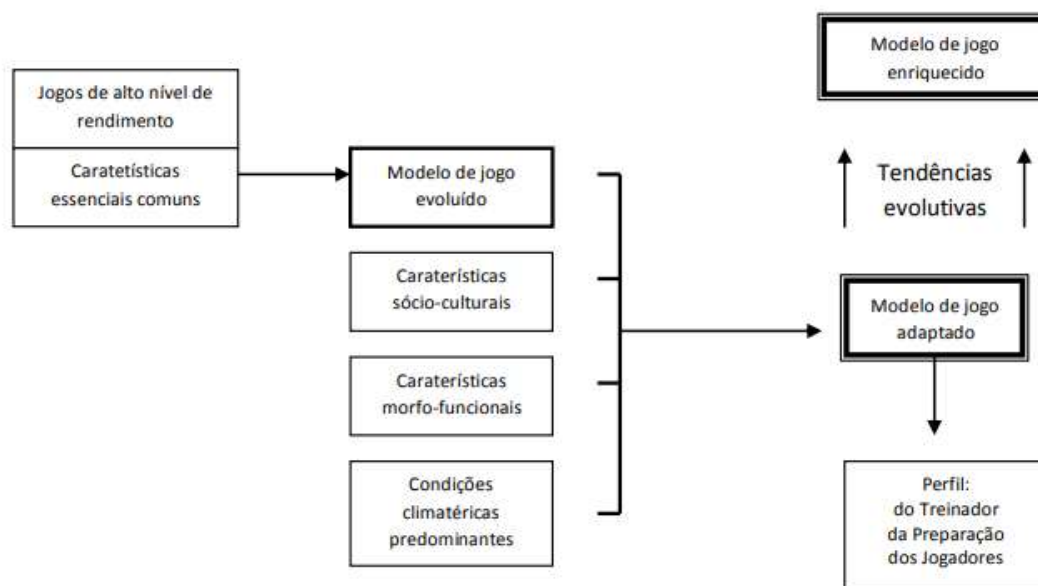 Jogos de alto nível de
rendimento
Caratetísticas
essenciais comuns
Modelo de jogo
evoluído
Caraterísticas
sócio-culturais
Caraterísticas
morfo-funcionais
Condições
climatéricas
predominantes
Modelo de jogo
enriquecido
Tendências
evolutivas
Modelo de jogo
adaptado
Perfil:
do Treinador
da Preparação
dos Jogadores